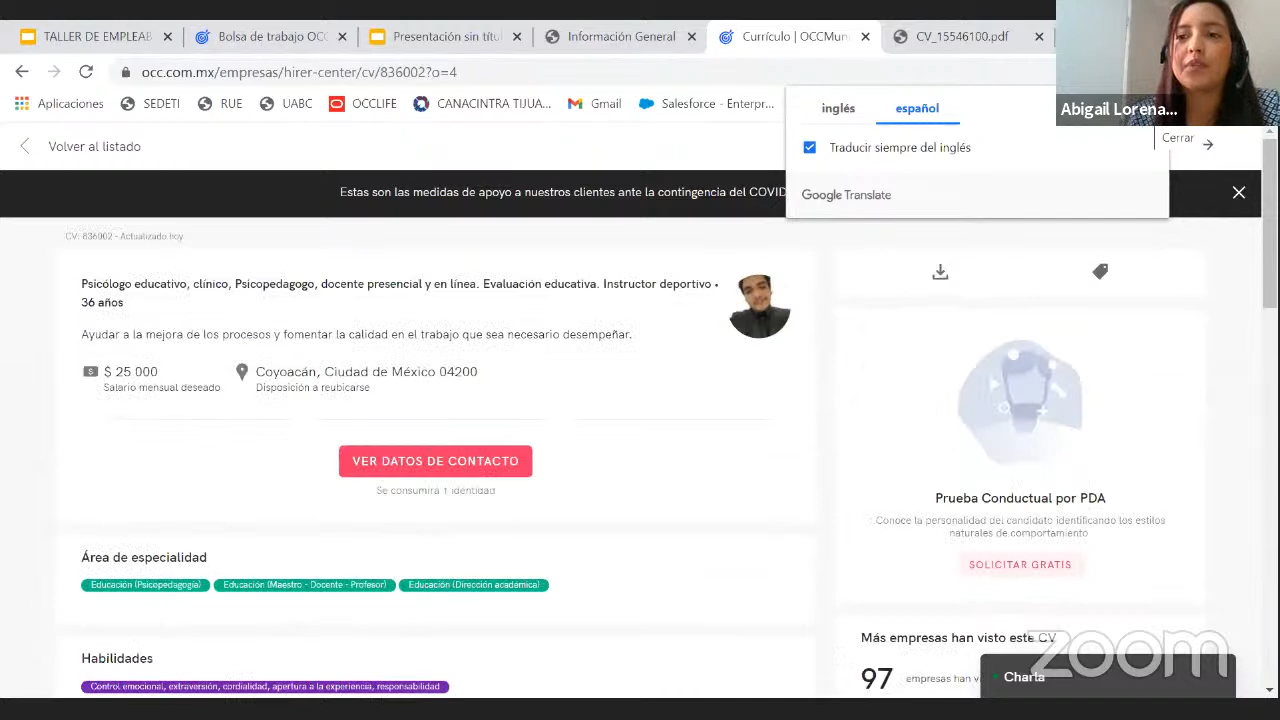 TALLER DE EMPLEAB
Bolsa de trabajo OCC
Presentación sin títul
Información General
Currículo | OCCMun
CV_15546100.pdf
occ.com.mx/empresas/hirer-center/cv/836002?o=4
Aplicaciones
SEDETI
RUE
UABC
OCCLIFE
CANACINTRA TIJUA...
Gmail
Salesforce - Enterpr...
inglés
español
Abigail Lorena...
Traducir siempre del inglés
Cerrar
Google Translate
Volver al listado
Estas son las medidas de apoyo a nuestros clientes ante la contingencia del COVID
CV: 836002 - Actualizado hoy
Psicólogo educativo, clínico, Psicopedagogo, docente presencial y en línea. Evaluación educativa. Instructor deportivo •
36 años
Ayudar a la mejora de los procesos y fomentar la calidad en el trabajo que sea necesario desempeñar.
$ 25 000
Salario mensual deseado
Coyoacán, Ciudad de México 04200
Disposición a reubicarse
VER DATOS DE CONTACTO
Se consumirá 1 identidad
Prueba Conductual por PDA
Conoce la personalidad del candidato identificando los estilos
naturales de comportamiento
SOLICITAR GRATIS
Área de especialidad
Educación (Psicopedagogía)
Educación (Maestro - Docente - Profesor)
Educación (Dirección académica)
Más empresas han visto este CV
97
empresas han v
Habilidades
Control emocional, extraversión, cordialidad, apertura a la experiencia, responsabilidad
zoom
Charla